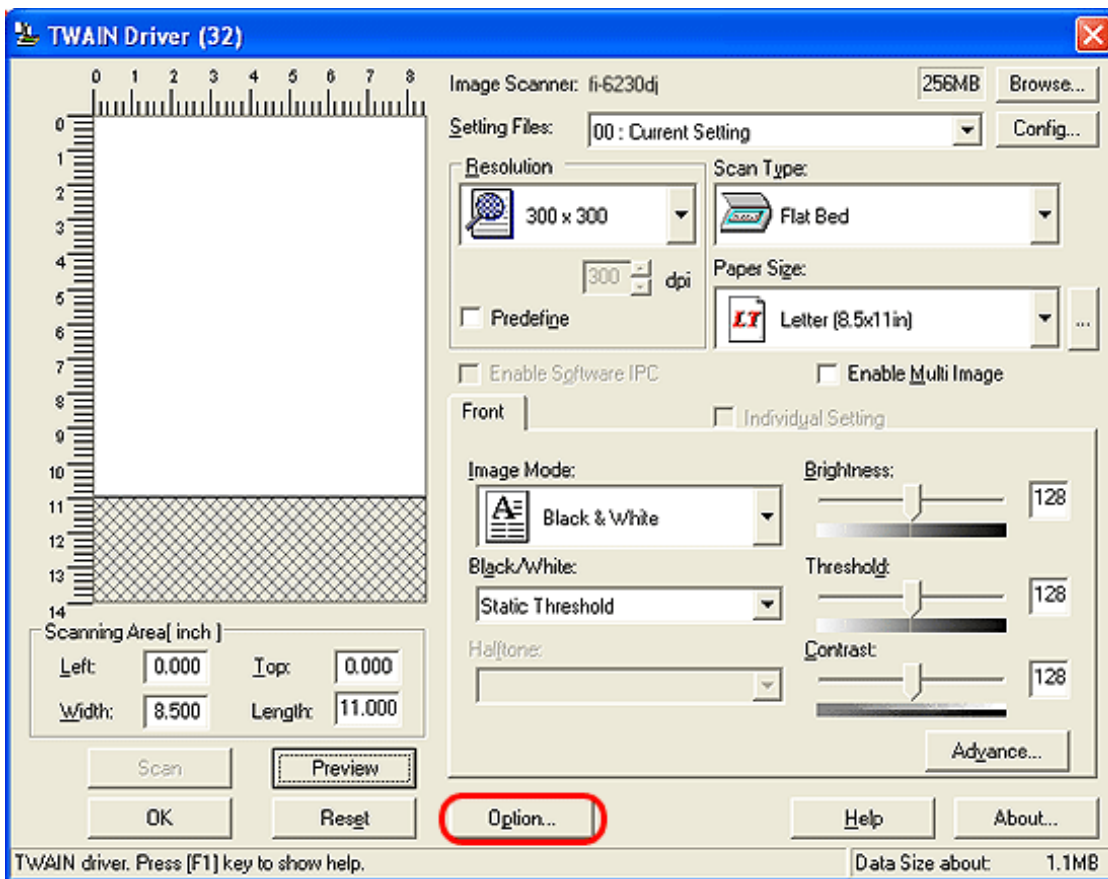 TWAIN Driver (32)
0 1 2 3 4 5 6 7 8
0
1
2
3
4
5
6
7
8
9
10
11
12
13
14
Scanning Area[ inch ]
Left: 0.000 Top: 0.000
Width: 8.500 Length: 11.000
Scan Preview
OK Reset
Image Scanner: fi-6230dj 256MB Browse...
Setting Files: 00 : Current Setting Config...
Resolution
300 x 300
300 dpi
Predefine
Scan Type:
Flat Bed
Paper Size:
LT Letter (8.5x11in) ...
Enable Software IPC Enable Multi Image
Front Individual Setting
Image Mode:
A Black & White
Black/White:
Static Threshold
Halftone:
Brightness:
128
Threshold:
128
Contrast:
128
Advance...
Option... Help About...
TWAIN driver. Press [F1] key to show help. Data Size about: 1.1MB